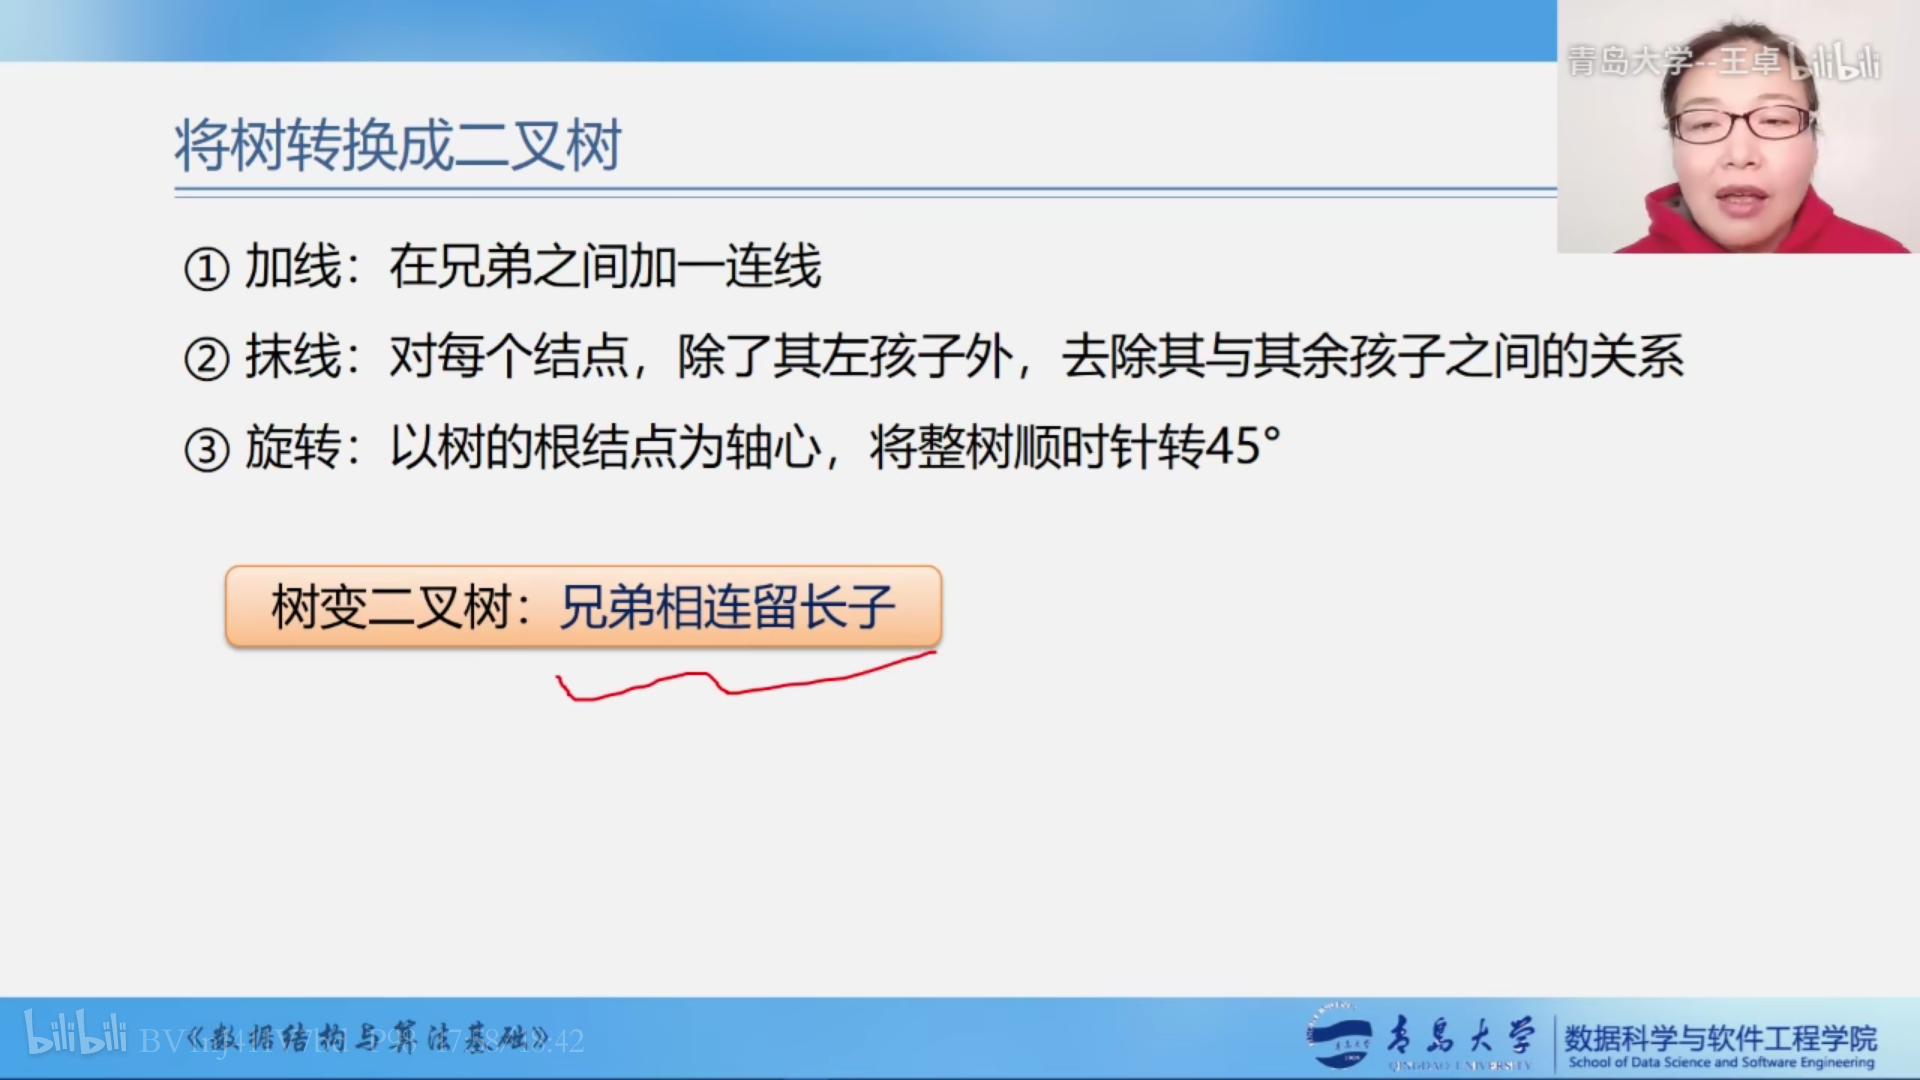 青岛大学--王卓 bilibili
将树转换成二叉树
① 加线：在兄弟之间加一连线
② 抹线：对每个结点，除了其左孩子外，去除其与其余孩子之间的关系
③ 旋转：以树的根结点为轴心，将整树顺时针转45°
树变二叉树：兄弟相连留长子
bilibili
《数据结构与算法基础》
青岛大学
QINGDAO UNIVERSITY
数据科学与软件工程学院
School of Data Science and Software Engineering